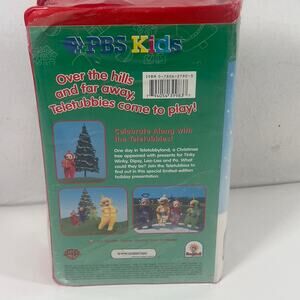 PBS Kids
Over the hills
and far away,
Teletubbies come to play!
Celebrate Along with
the Teletubbies!
One day in Teletubbyland, a Christmas
tree appeared with presents for Tinky
Winky, Dipsy, Laa-Laa and Po. What
could they be? Join the Teletubbies to
find out in this special limited-edition
holiday presentation.